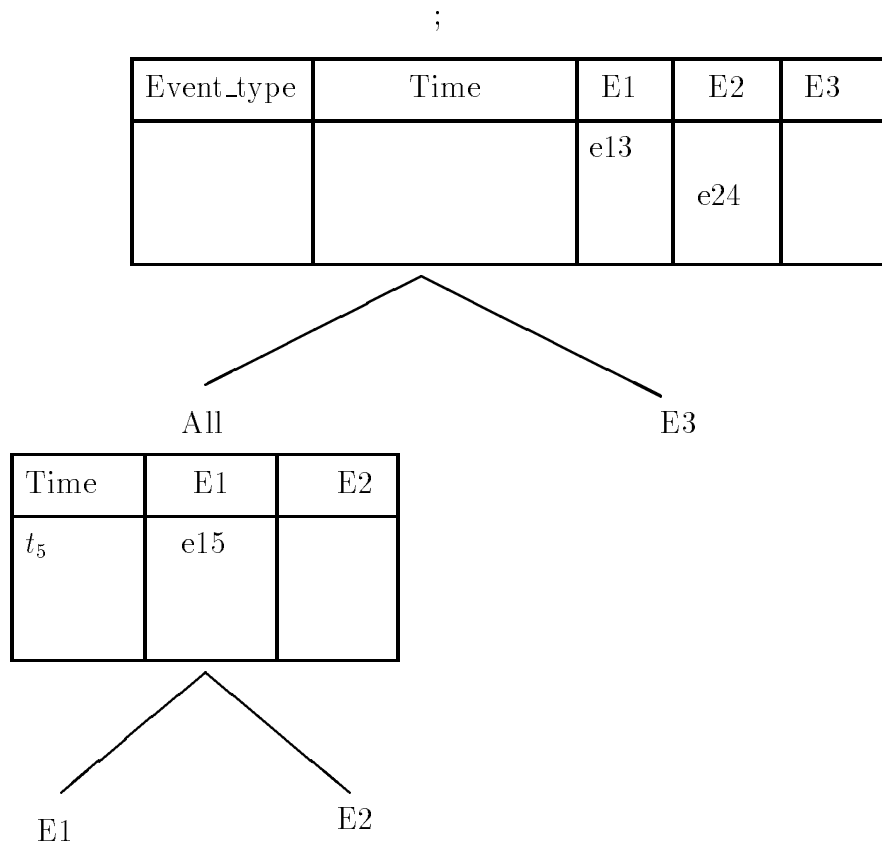 ;
Event_type Time E1 E2 E3
e13
e24
All E3
Time E1 E2
t₅ e15
E1 E2